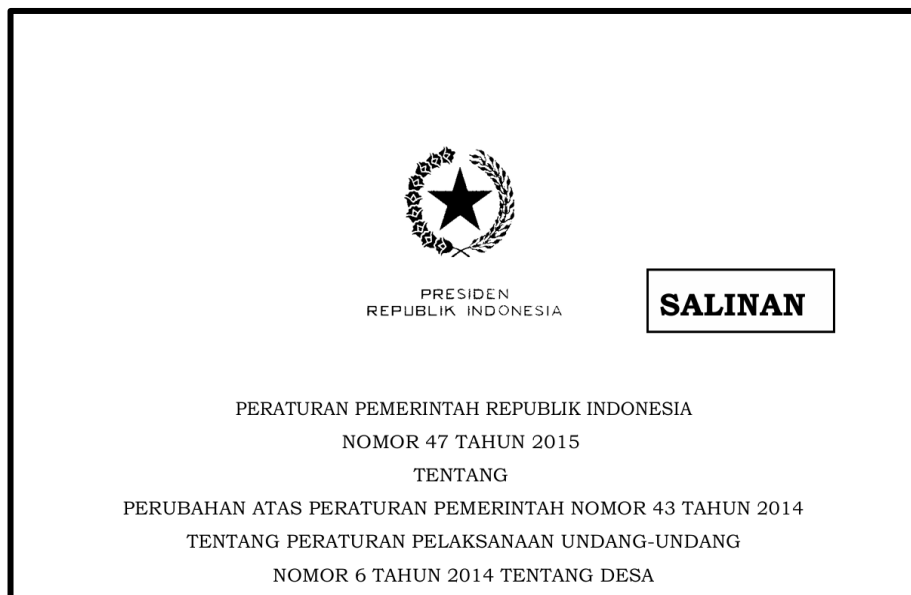 PRESIDEN
REPUBLIK INDONESIA
SALINAN
PERATURAN PEMERINTAH REPUBLIK INDONESIA
NOMOR 47 TAHUN 2015
TENTANG
PERUBAHAN ATAS PERATURAN PEMERINTAH NOMOR 43 TAHUN 2014
TENTANG PERATURAN PELAKSANAAN UNDANG-UNDANG
NOMOR 6 TAHUN 2014 TENTANG DESA